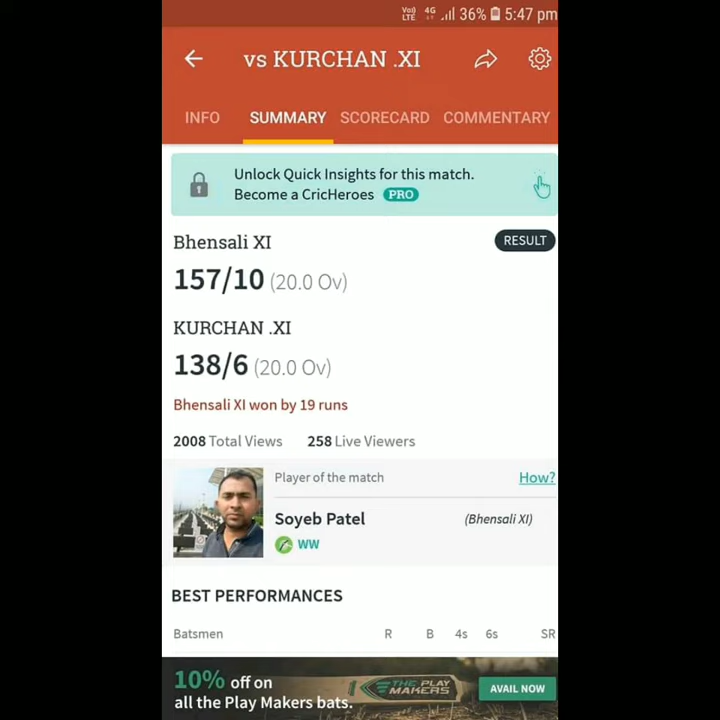 Vo) 4G 36% 5:47 pm
LTE
vs KURCHAN .XI
INFO SUMMARY SCORECARD COMMENTARY
Unlock Quick Insights for this match.
Become a CricHeroes PRO
Bhensali XI RESULT
157/10 (20.0 Ov)
KURCHAN .XI
138/6 (20.0 Ov)
Bhensali XI won by 19 runs
2008 Total Views 258 Live Viewers
Player of the match How?
Soyeb Patel (Bhensali XI)
WW
BEST PERFORMANCES
Batsmen R B 4s 6s SR
10% off on
all the Play Makers bats.
THE PLAY
MAKERS
AVAIL NOW